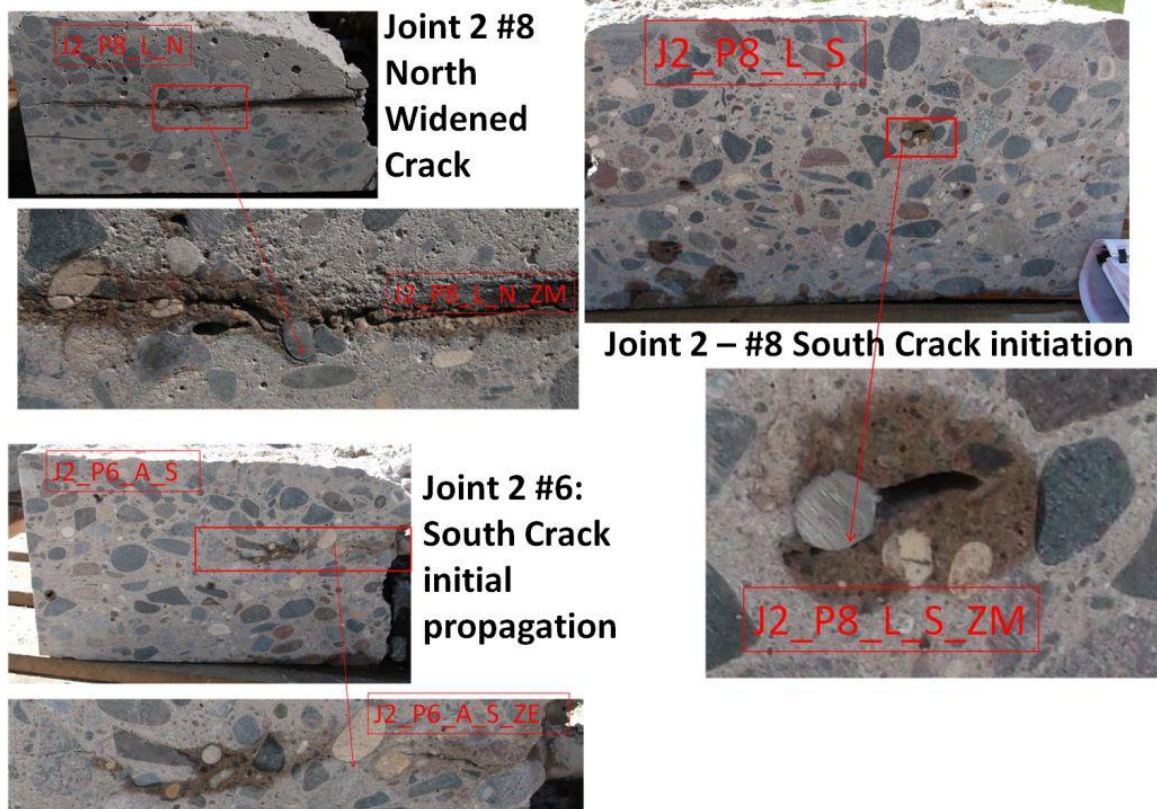 J2_P8_L_N
Joint 2 #8
North
Widened
Crack
J2_P8_L_N_ZM
J2_P8_L_S
Joint 2 – #8 South Crack initiation
J2_P8_L_S_ZM
J2_P6_A_S
Joint 2 #6:
South Crack
initial
propagation
J2_P6_A_S_ZE